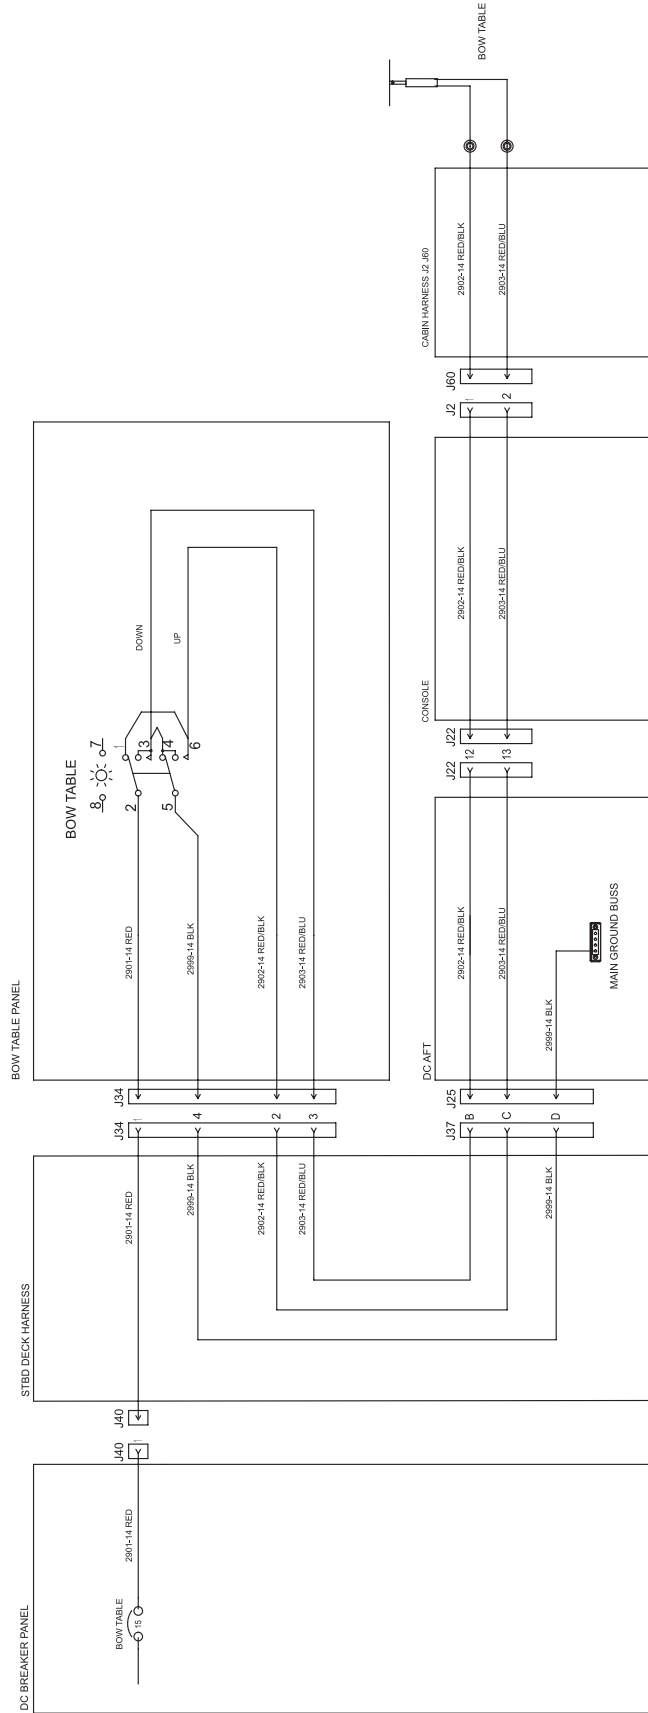 DC BREAKER PANEL
BOW TABLE
15
2901-14 RED
J40
1
J40
STBD DECK HARNESS
2901-14 RED
2999-14 BLK
2902-14 RED/BLK
2903-14 RED/BLU
2999-14 BLK
J34
1
4
2
3
J34
J37
B
C
D
J25
BOW TABLE PANEL
2901-14 RED
2999-14 BLK
2902-14 RED/BLK
2903-14 RED/BLU
BOW TABLE
8
7
2
1
3
4
5
6
DOWN
UP
DC AFT
2902-14 RED/BLK
2903-14 RED/BLU
2999-14 BLK
MAIN GROUND BUSS
J22
12
13
J22
CONSOLE
2902-14 RED/BLK
2903-14 RED/BLU
J2
1
2
J60
CABIN HARNESS J2 J60
2902-14 RED/BLK
2903-14 RED/BLU
BOW TABLE